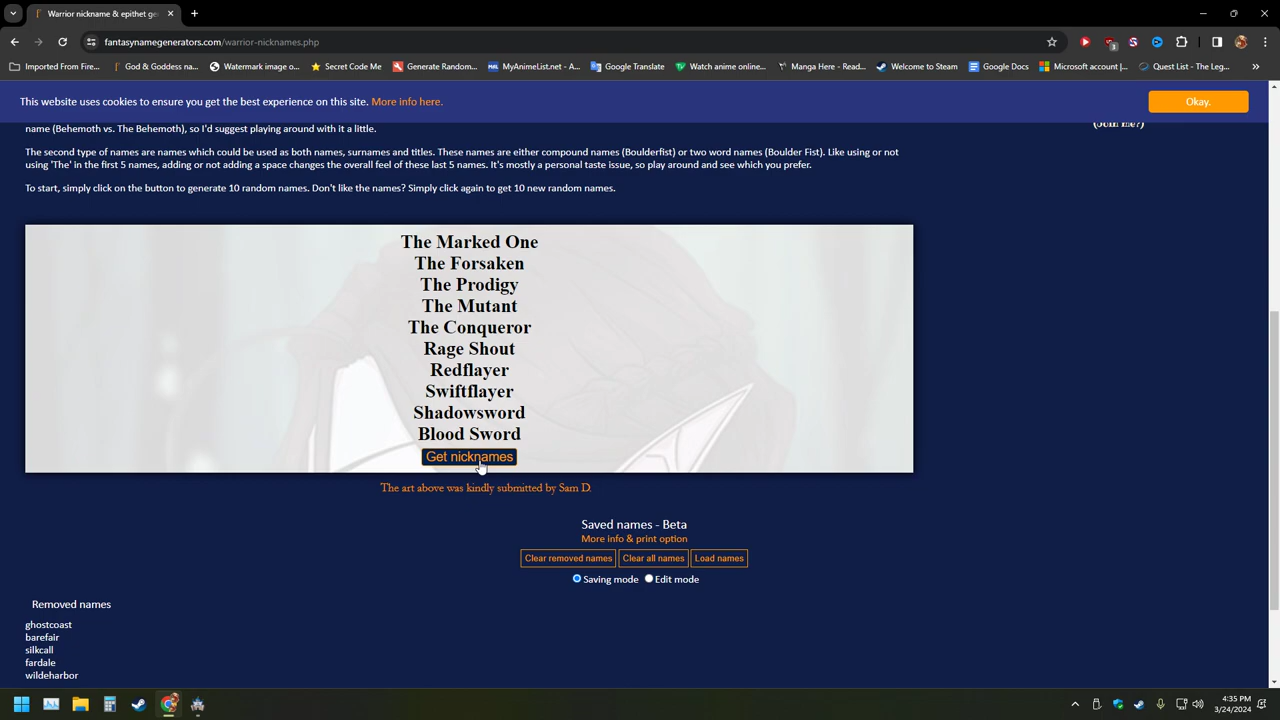 Warrior nickname & epithet ge
fantasynamegenerators.com/warrior-nicknames.php
3
Imported From Fire...
God & Goddess na...
Watermark image o...
Secret Code Me
Generate Random...
MyAnimeList.net - A...
Google Translate
Watch anime online...
Manga Here - Read...
Welcome to Steam
Google Docs
Microsoft account |...
Quest List - The Leg...
This website uses cookies to ensure you get the best experience on this site. More info here.
Okay.
name (Behemoth vs. The Behemoth), so I'd suggest playing around with it a little.
(Join me?)
The second type of names are names which could be used as both names, surnames and titles. These names are either compound names (Boulderfist) or two word names (Boulder Fist). Like using or not
using 'The' in the first 5 names, adding or not adding a space changes the overall feel of these last 5 names. It's mostly a personal taste issue, so play around and see which you prefer.
To start, simply click on the button to generate 10 random names. Don't like the names? Simply click again to get 10 new random names.
The Marked One
The Forsaken
The Prodigy
The Mutant
The Conqueror
Rage Shout
Redflayer
Swiftflayer
Shadowsword
Blood Sword
Get nicknames
The art above was kindly submitted by Sam D.
Saved names - Beta
More info & print option
Clear removed names
Clear all names
Load names
Saving mode
Edit mode
Removed names
ghostcoast
barefair
silkcall
fardale
wildeharbor
4:35 PM
3/24/2024